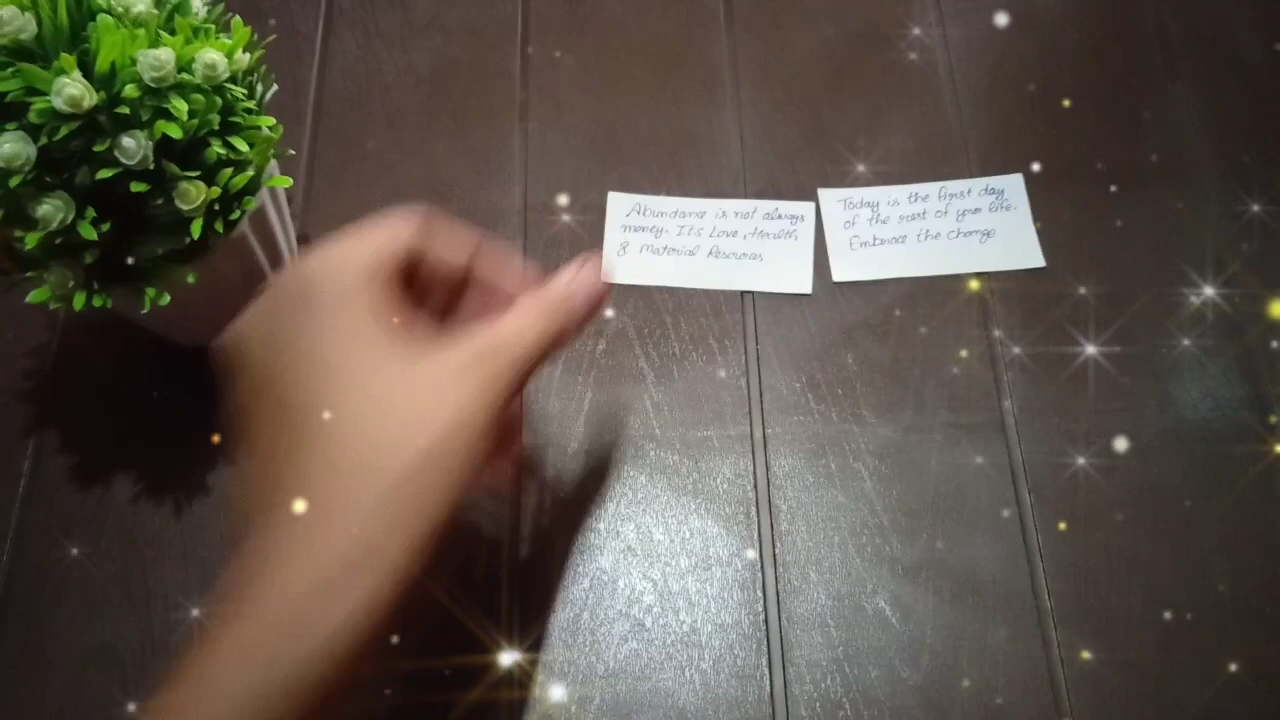 Abundance is not always
money. Its Love, Health
& Material Resources
Today is the first day
of the rest of your life.
Embrace the change